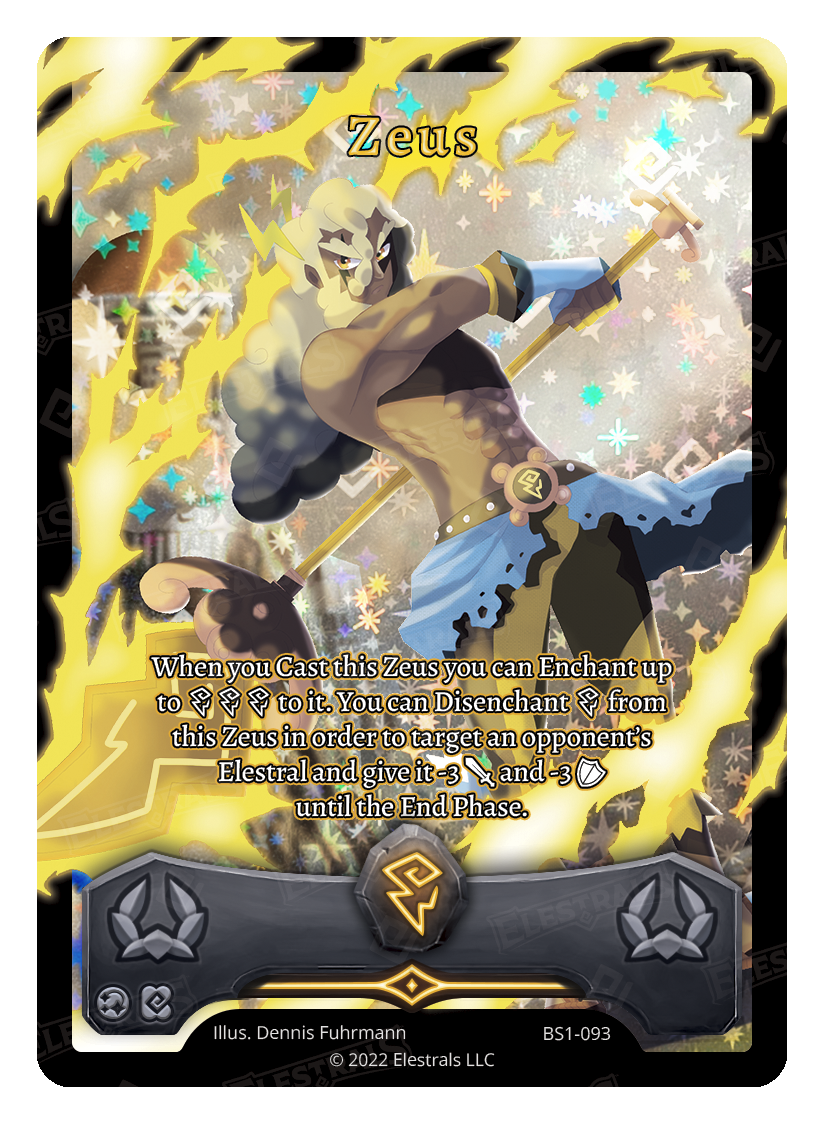 Zeus
When you Cast this Zeus you can Enchant up
to to it. You can Disenchant from
this Zeus in order to target an opponent's
Elestral and give it -3 and -3
until the End Phase.
Illus. Dennis Fuhrmann
BS1-093
© 2022 Elestrals LLC
ELESTRALS